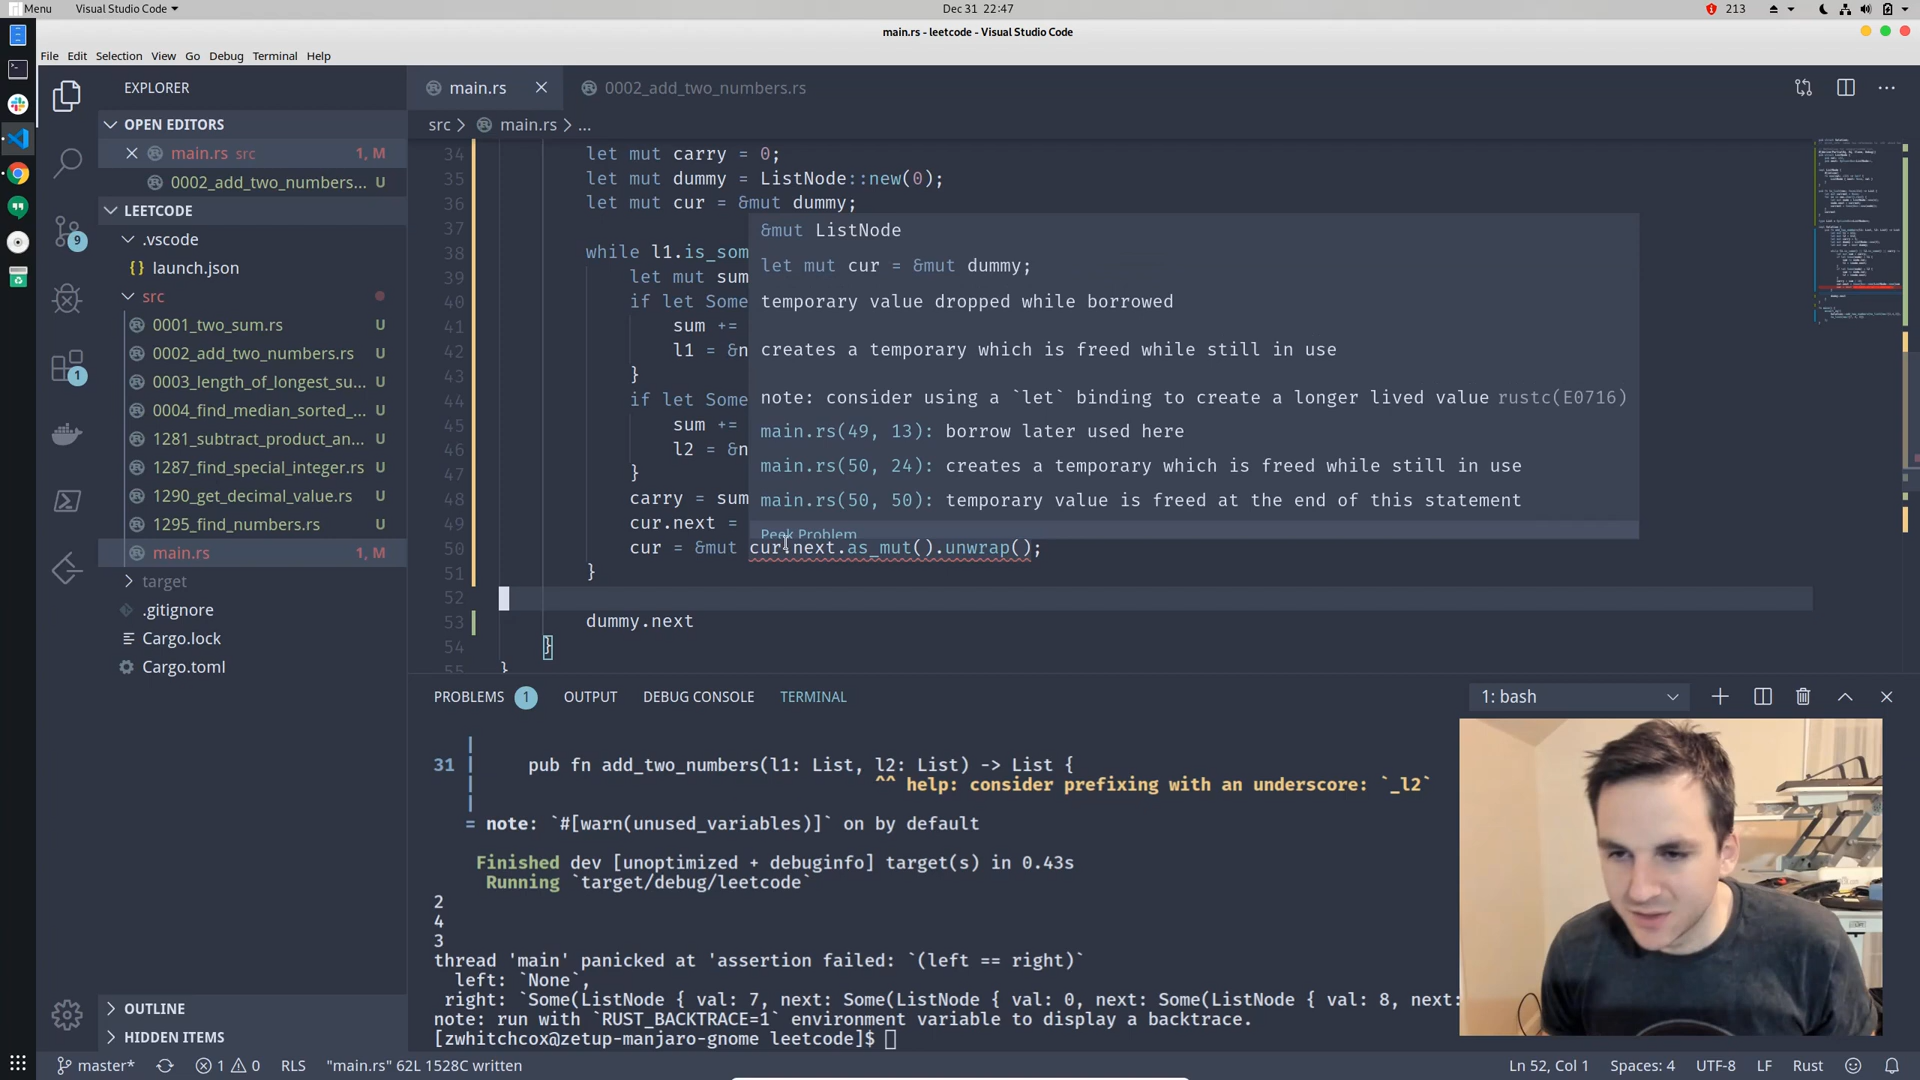 Menu
Visual Studio Code
Dec 31 22:47
213
main.rs - leetcode - Visual Studio Code
File Edit Selection View Go Debug Terminal Help
EXPLORER
OPEN EDITORS
main.rs src 1, M
0002_add_two_numbers... U
LEETCODE
.vscode
launch.json
src
0001_two_sum.rs U
0002_add_two_numbers.rs U
0003_length_of_longest_su... U
0004_find_median_sorted_... U
1281_subtract_product_an... U
1287_find_special_integer.rs U
1290_get_decimal_value.rs U
1295_find_numbers.rs U
main.rs 1, M
target
.gitignore
Cargo.lock
Cargo.toml
OUTLINE
HIDDEN ITEMS
9
1
main.rs
0002_add_two_numbers.rs
src > main.rs > ...
34 let mut carry = 0;
35 let mut dummy = ListNode::new(0);
36 let mut cur = &mut dummy;
37
38 while l1.is_som
39 let mut sum
40 if let Some
41 sum +=
42 l1 = &n
43 }
44 if let Some
45 sum +=
46 l2 = &n
47 }
48 carry = sum
49 cur.next =
50 cur = &mut cur.next.as_mut().unwrap();
51 }
52
53 dummy.next
54 }
55 }
&mut ListNode
let mut cur = &mut dummy;
temporary value dropped while borrowed
creates a temporary which is freed while still in use
note: consider using a `let` binding to create a longer lived value rustc(E0716)
main.rs(49, 13): borrow later used here
main.rs(50, 24): creates a temporary which is freed while still in use
main.rs(50, 50): temporary value is freed at the end of this statement
Peek Problem
PROBLEMS 1 OUTPUT DEBUG CONSOLE TERMINAL
1: bash
|
31 | pub fn add_two_numbers(l1: List, l2: List) -> List {
| ^^ help: consider prefixing with an underscore: `_l2`
|
= note: `#[warn(unused_variables)]` on by default
Finished dev [unoptimized + debuginfo] target(s) in 0.43s
Running `target/debug/leetcode`
2
4
3
thread 'main' panicked at 'assertion failed: `(left == right)`
left: `None`,
right: `Some(ListNode { val: 7, next: Some(ListNode { val: 0, next: Some(ListNode { val: 8, next:
note: run with `RUST_BACKTRACE=1` environment variable to display a backtrace.
[zwhitchcox@zetup-manjaro-gnome leetcode]$
master* 1 0 RLS "main.rs" 62L 1528C written
Ln 52, Col 1 Spaces: 4 UTF-8 LF Rust